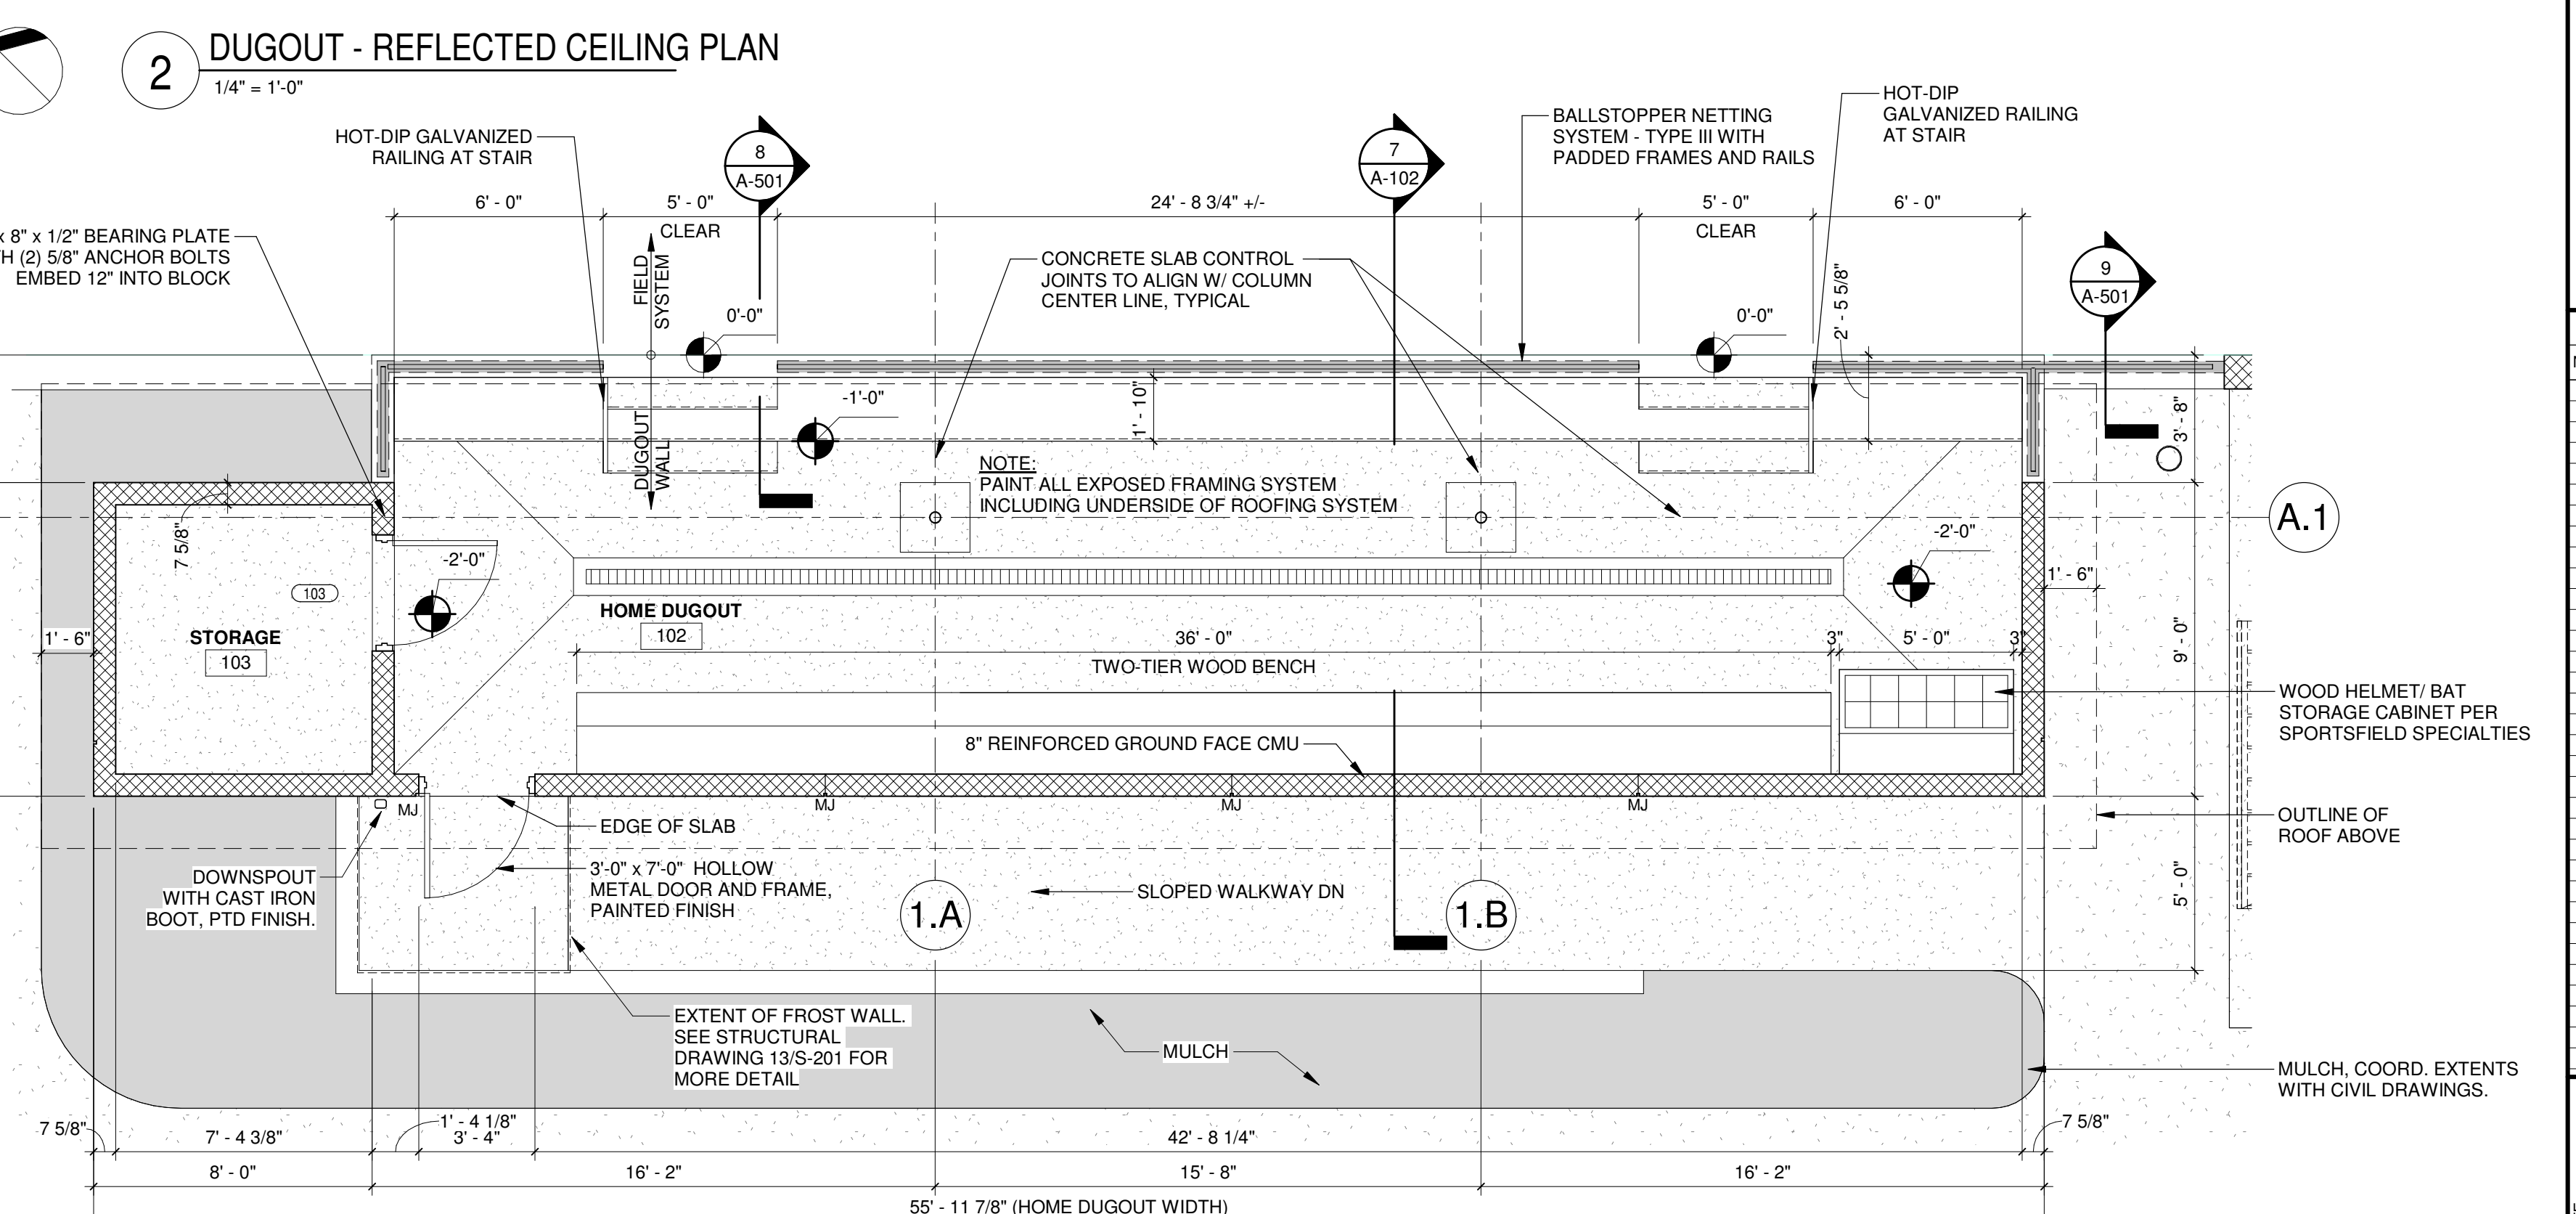 2
DUGOUT - REFLECTED CEILING PLAN
1/4" = 1'-0"
HOT-DIP GALVANIZED
RAILING AT STAIR
8
A-501
7
A-102
BALLSTOPPER NETTING
SYSTEM - TYPE III WITH
PADDED FRAMES AND RAILS
HOT-DIP
GALVANIZED RAILING
AT STAIR
6' - 0"
5' - 0"
CLEAR
24' - 8 3/4" +/-
5' - 0"
CLEAR
6' - 0"
x 8" x 1/2" BEARING PLATE
TH (2) 5/8" ANCHOR BOLTS
EMBED 12" INTO BLOCK
FIELD
SYSTEM
CONCRETE SLAB CONTROL
JOINTS TO ALIGN W/ COLUMN
CENTER LINE, TYPICAL
9
A-501
0'-0"
0'-0"
2' - 5 5/8"
-1'-0"
1' - 10"
3' - 8"
DUGOUT
WALL
NOTE:
PAINT ALL EXPOSED FRAMING SYSTEM
INCLUDING UNDERSIDE OF ROOFING SYSTEM
A.1
7 5/8"
-2'-0"
-2'-0"
103
1' - 6"
HOME DUGOUT
102
STORAGE
103
1' - 6"
36' - 0"
3"
5' - 0"
3"
9' - 0"
TWO-TIER WOOD BENCH
WOOD HELMET/ BAT
STORAGE CABINET PER
SPORTSFIELD SPECIALTIES
8" REINFORCED GROUND FACE CMU
MJ
MJ
MJ
MJ
EDGE OF SLAB
OUTLINE OF
ROOF ABOVE
DOWNSPOUT
WITH CAST IRON
BOOT, PTD FINISH.
3'-0" x 7'-0" HOLLOW
METAL DOOR AND FRAME,
PAINTED FINISH
1.A
SLOPED WALKWAY DN
1.B
5' - 0"
EXTENT OF FROST WALL.
SEE STRUCTURAL
DRAWING 13/S-201 FOR
MORE DETAIL
MULCH
MULCH, COORD. EXTENTS
WITH CIVIL DRAWINGS.
7 5/8"
7' - 4 3/8"
1' - 4 1/8"
3' - 4"
42' - 8 1/4"
7 5/8"
8' - 0"
16' - 2"
15' - 8"
16' - 2"
55' - 11 7/8" (HOME DUGOUT WIDTH)